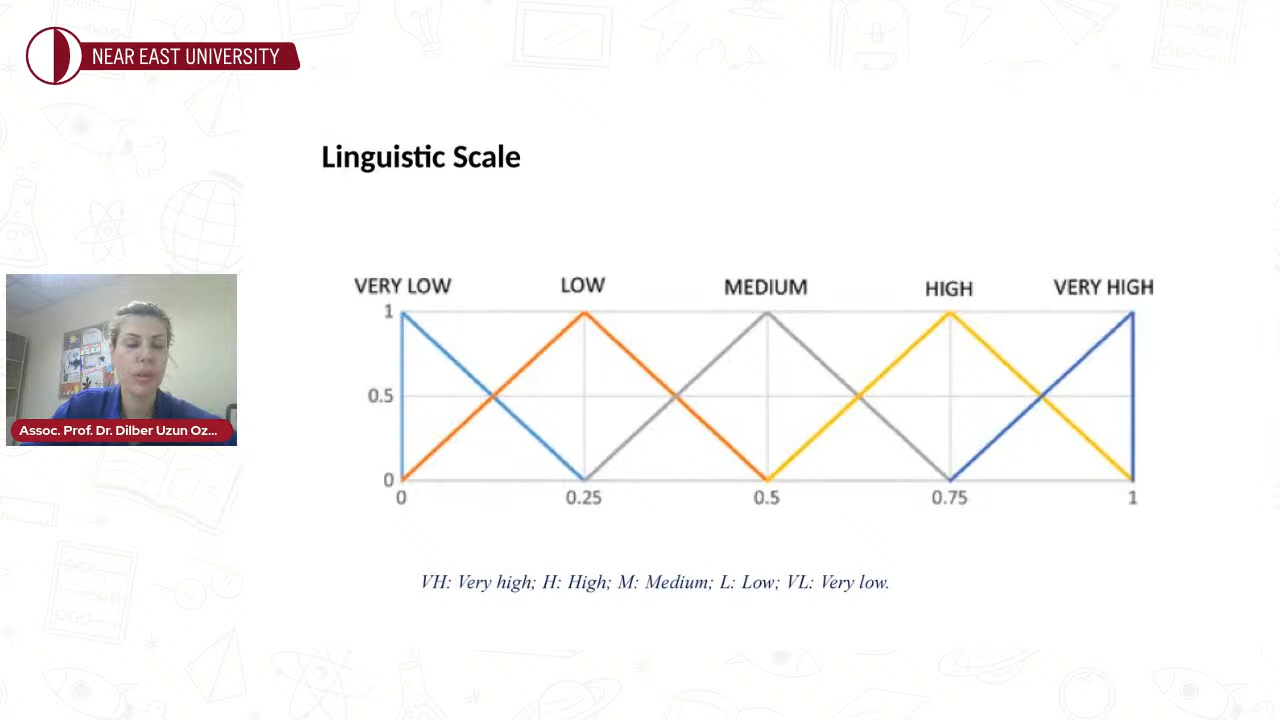 NEAR EAST UNIVERSITY
Linguistic Scale
VERY LOW LOW MEDIUM HIGH VERY HIGH
1
0.5
0
0 0.25 0.5 0.75 1
Assoc. Prof. Dr. Dilber Uzun Oz...
VH: Very high; H: High; M: Medium; L: Low; VL: Very low.